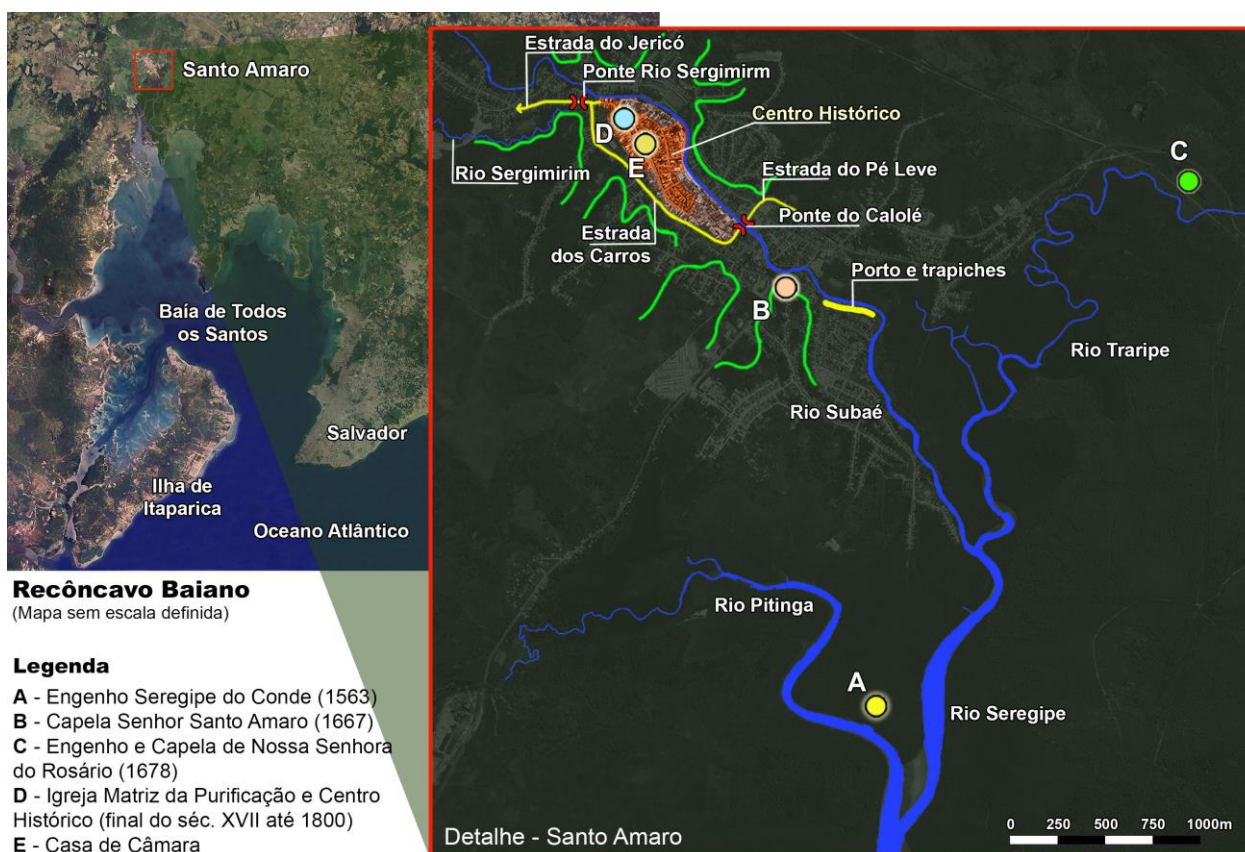 Santo Amaro
Baía de Todos
os Santos
Salvador
Ilha de
Itaparica
Oceano Atlântico
Recôncavo Baiano
(Mapa sem escala definida)
Legenda
A - Engenho Seregipe do Conde (1563)
B - Capela Senhor Santo Amaro (1667)
C - Engenho e Capela de Nossa Senhora
do Rosário (1678)
D - Igreja Matriz da Purificação e Centro
Histórico (final do séc. XVII até 1800)
E - Casa de Câmara
Estrada do Jericó
Ponte Rio Sergimirm
Centro Histórico
D
E
C
Rio Sergimirim
Estrada do Pé Leve
Ponte do Calolé
Estrada
dos Carros
Porto e trapiches
B
Rio Traripe
Rio Subaé
Rio Pitinga
A
Rio Seregipe
Detalhe - Santo Amaro
0 250 500 750 1000m